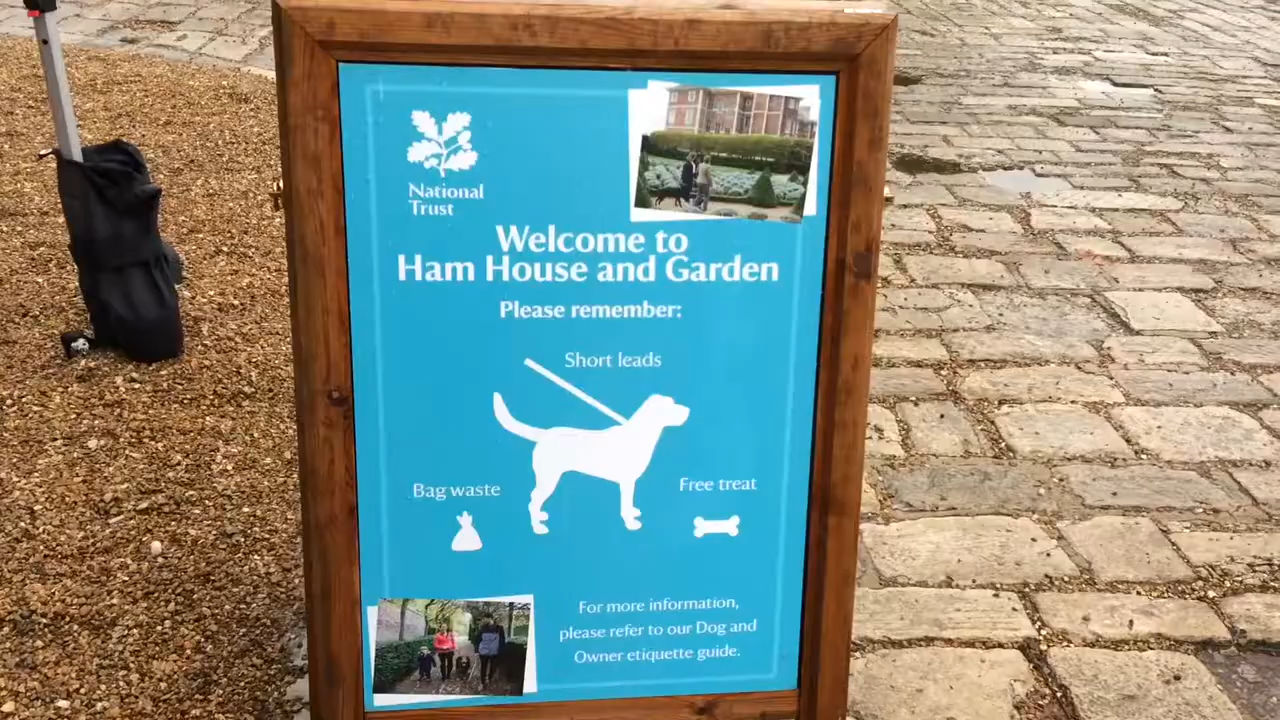 National
Trust
Welcome to
Ham House and Garden
Please remember:
Short leads
Bag waste
Free treat
For more information,
please refer to our Dog and
Owner etiquette guide.